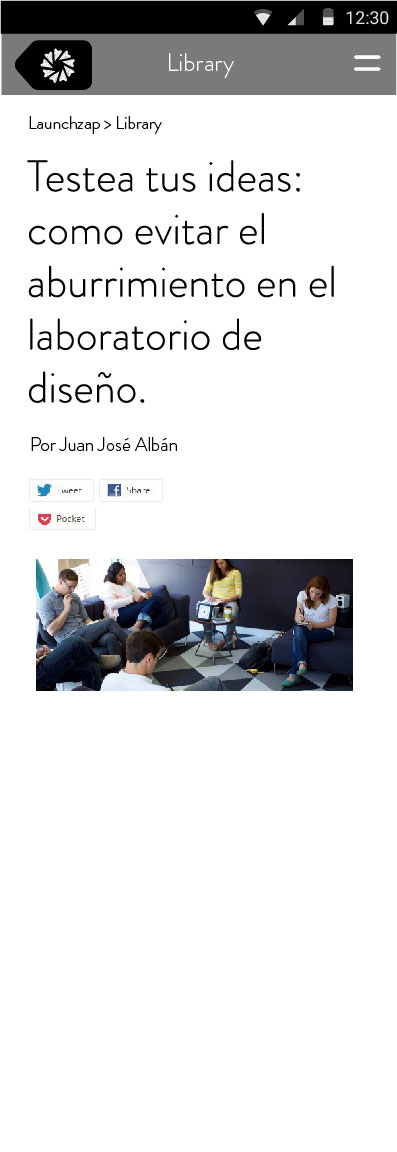 12:30
Library
Launchzap > Library
Testea tus ideas:
como evitar el
aburrimiento en el
laboratorio de
diseño.
Por Juan José Albán
Tweet Share
Pocket